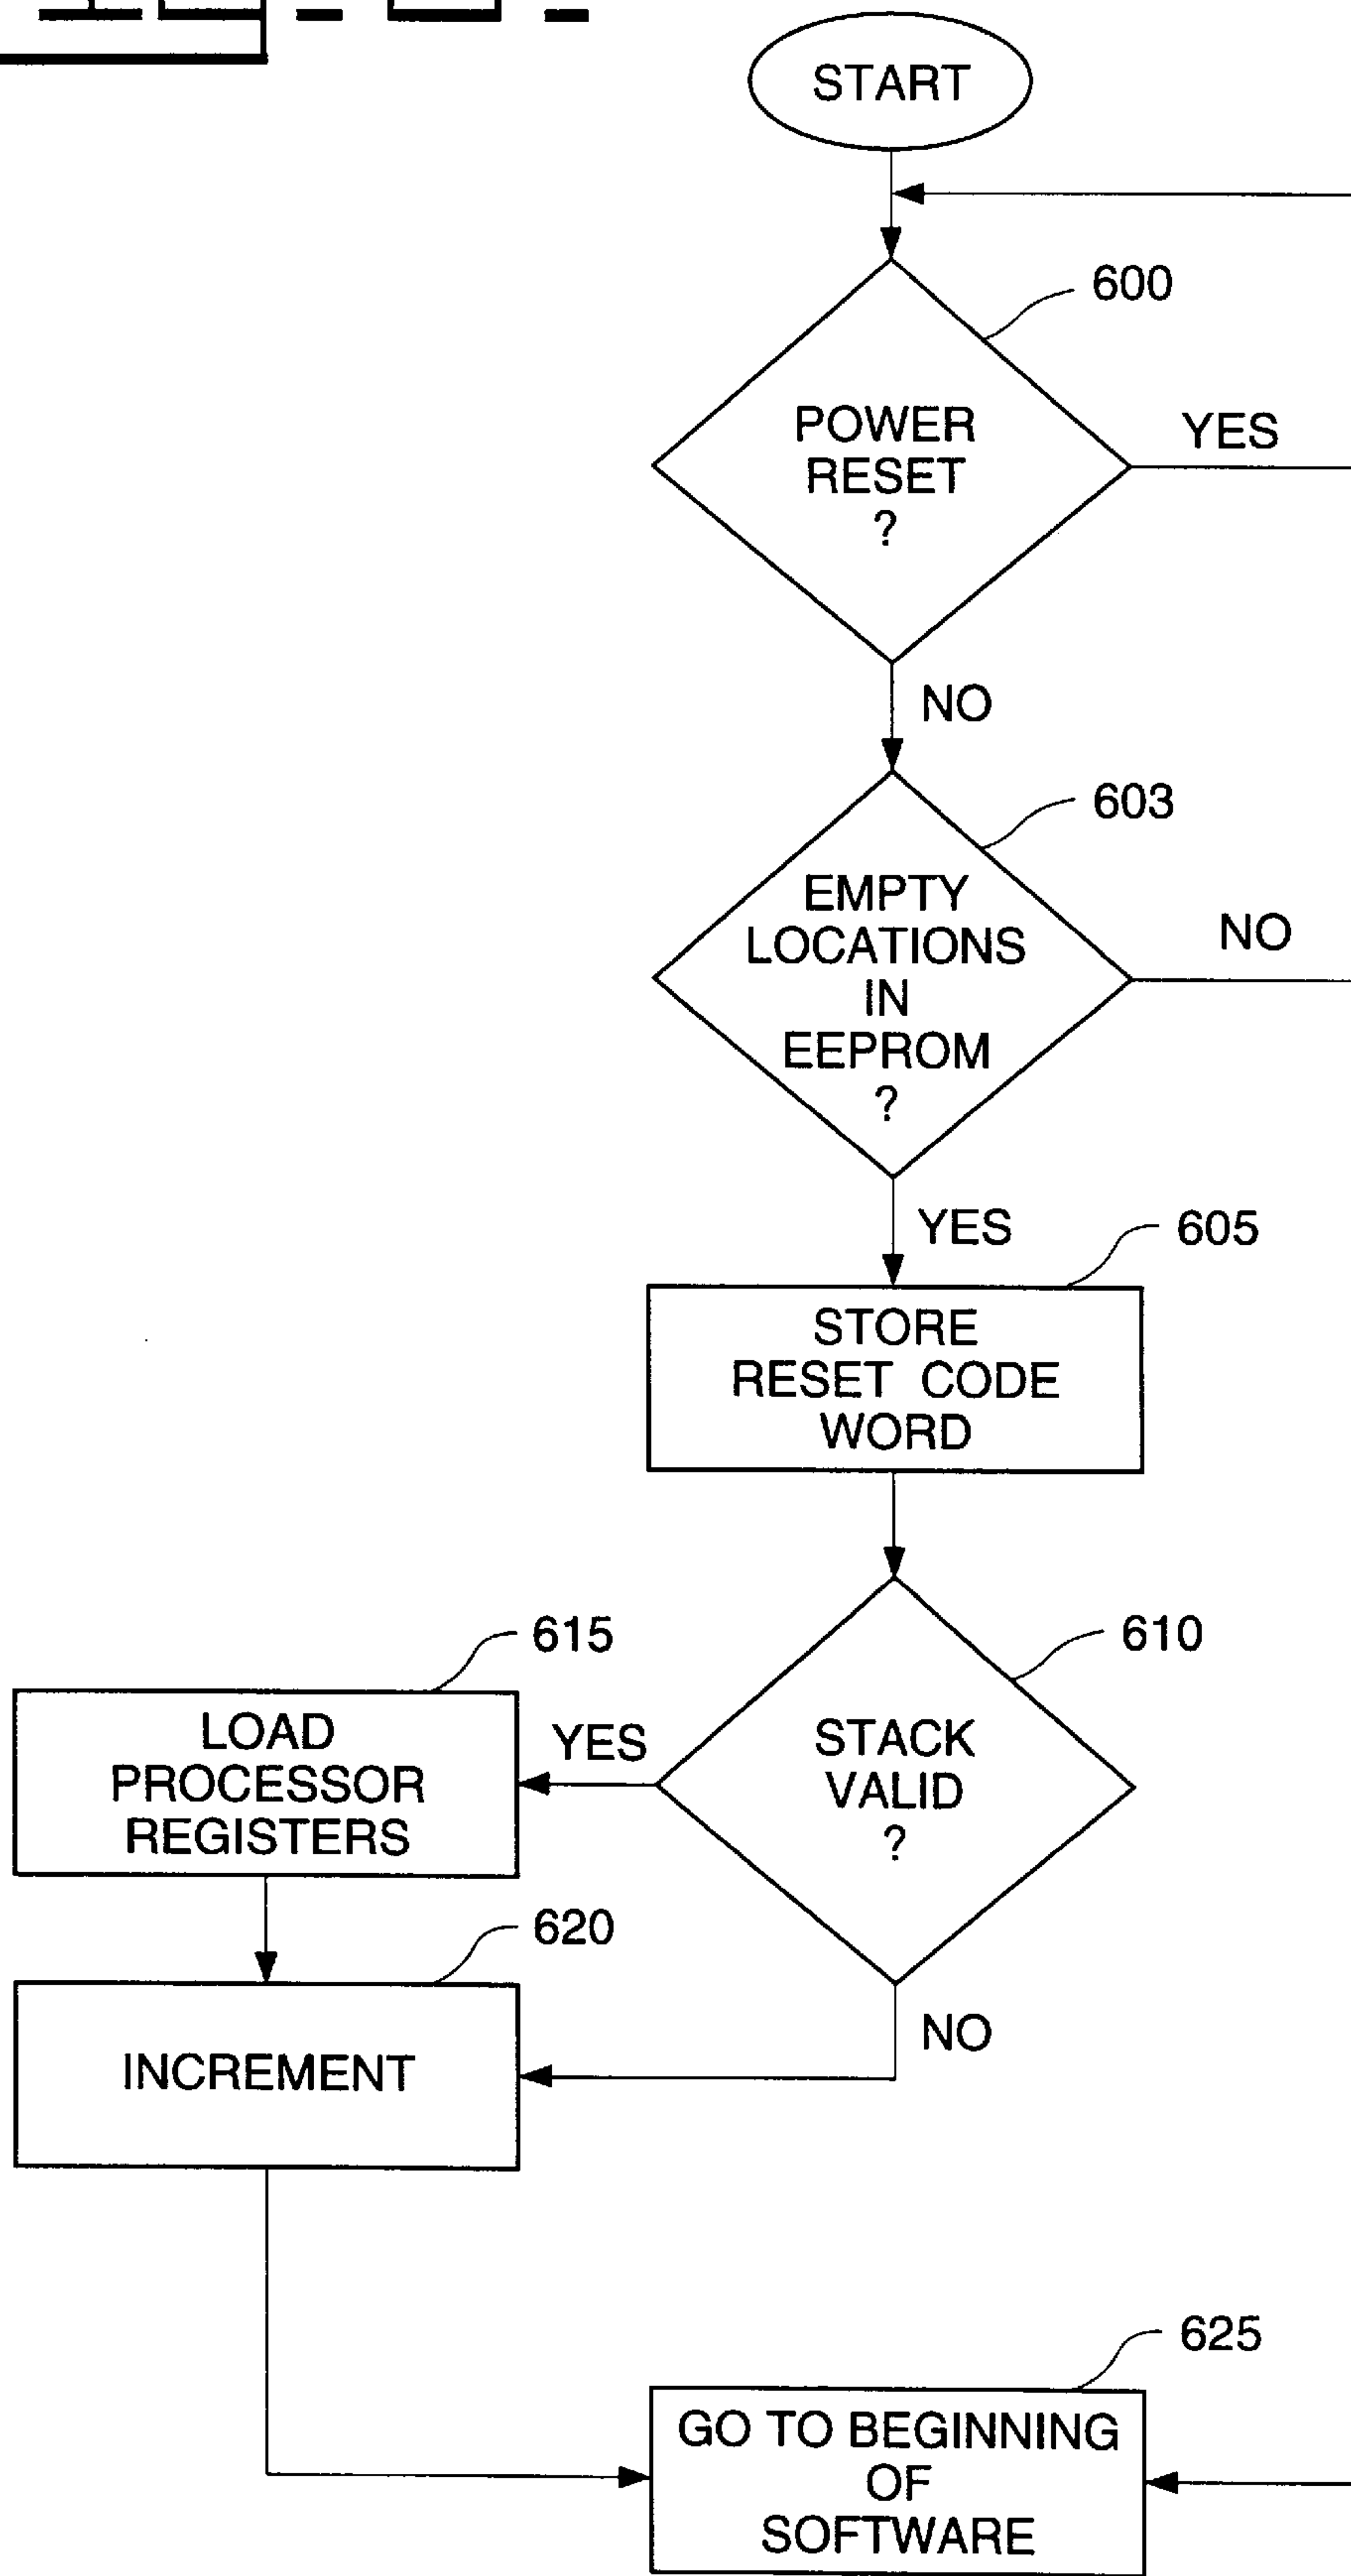 START
600
POWER
RESET
?
YES
NO
603
EMPTY
LOCATIONS
IN
EEPROM
?
NO
YES
605
STORE
RESET CODE
WORD
610
STACK
VALID
?
YES
615
LOAD
PROCESSOR
REGISTERS
620
INCREMENT
NO
625
GO TO BEGINNING
OF
SOFTWARE